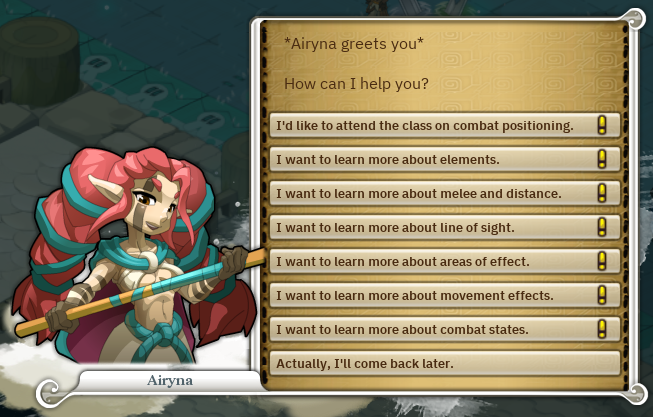 *Airyna greets you*
How can I help you?
I'd like to attend the class on combat positioning.
I want to learn more about elements.
I want to learn more about melee and distance.
I want to learn more about line of sight.
I want to learn more about areas of effect.
I want to learn more about movement effects.
I want to learn more about combat states.
Actually, I'll come back later.
Airyna